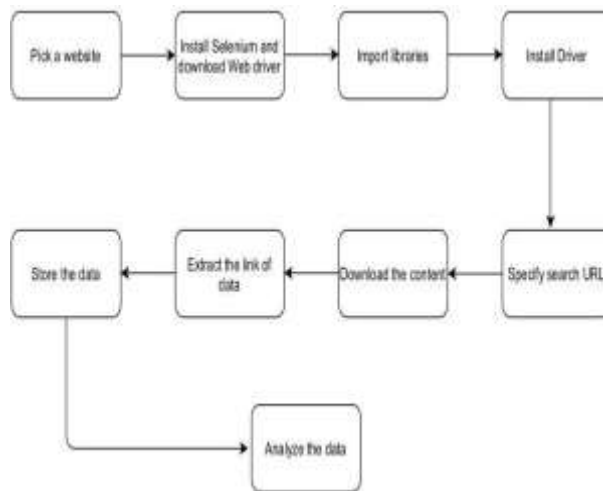 Pick a website
Install Selenium and
download Web driver
Import libraries
Install Driver
Specify search URL
Download the content
Extract the link of
data
Store the data
Analyze the data